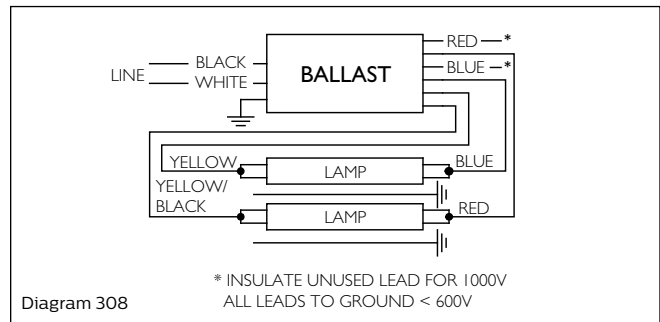 RED *
BLACK
BALLAST
BLUE *
LINE
WHITE
YELLOW
LAMP
BLUE
YELLOW/
BLACK
LAMP
RED
* INSULATE UNUSED LEAD FOR 1000V
ALL LEADS TO GROUND < 600V
Diagram 308